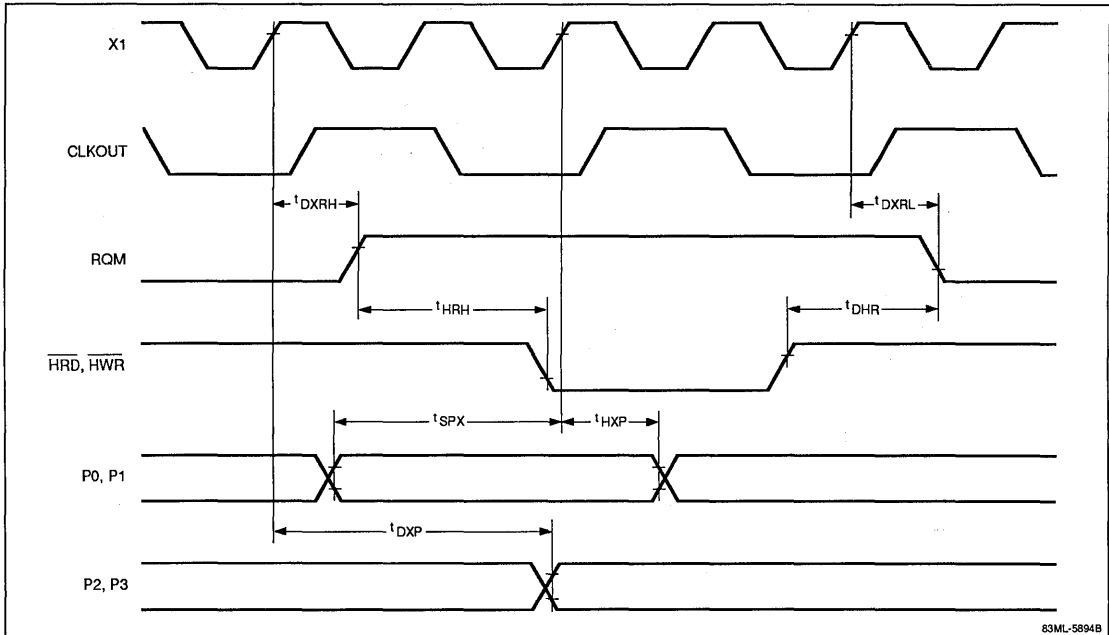 X1
CLKOUT
tDXRH
tDXRL
RQM
tHRH
tDHR
HRD, HWR
tSPX
tHXP
P0, P1
tDXP
P2, P3
83ML-5894B